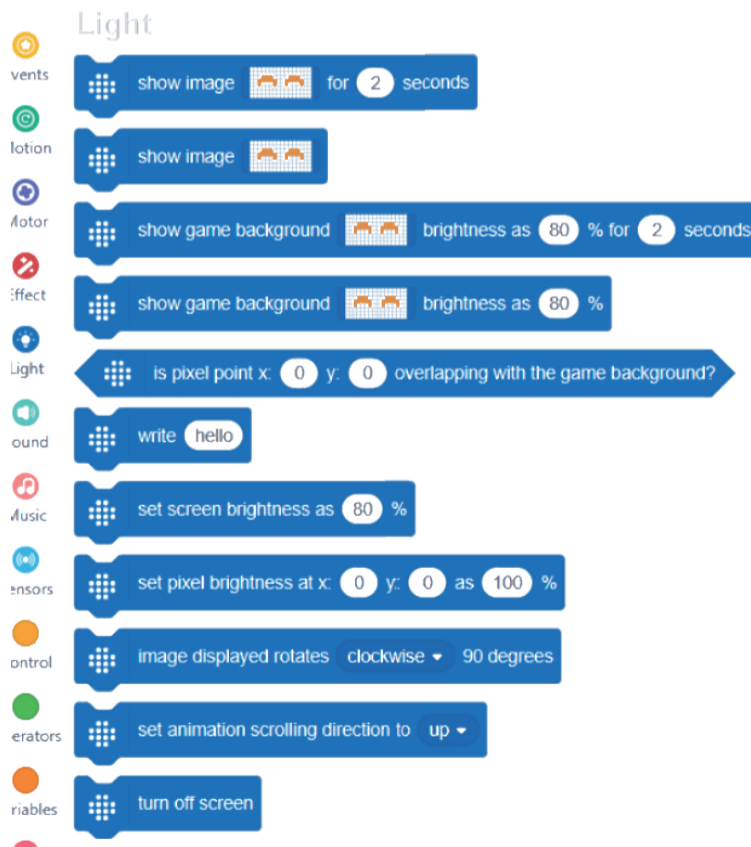 Light
vents
show image for 2 seconds
lotion
show image
Motor
show game background brightness as 80 % for 2 seconds
Effect
show game background brightness as 80 %
Light
is pixel point x: 0 y: 0 overlapping with the game background?
ound
write hello
Music
set screen brightness as 80 %
ensors
set pixel brightness at x: 0 y: 0 as 100 %
ontrol
image displayed rotates clockwise 90 degrees
erators
set animation scrolling direction to up
riables
turn off screen